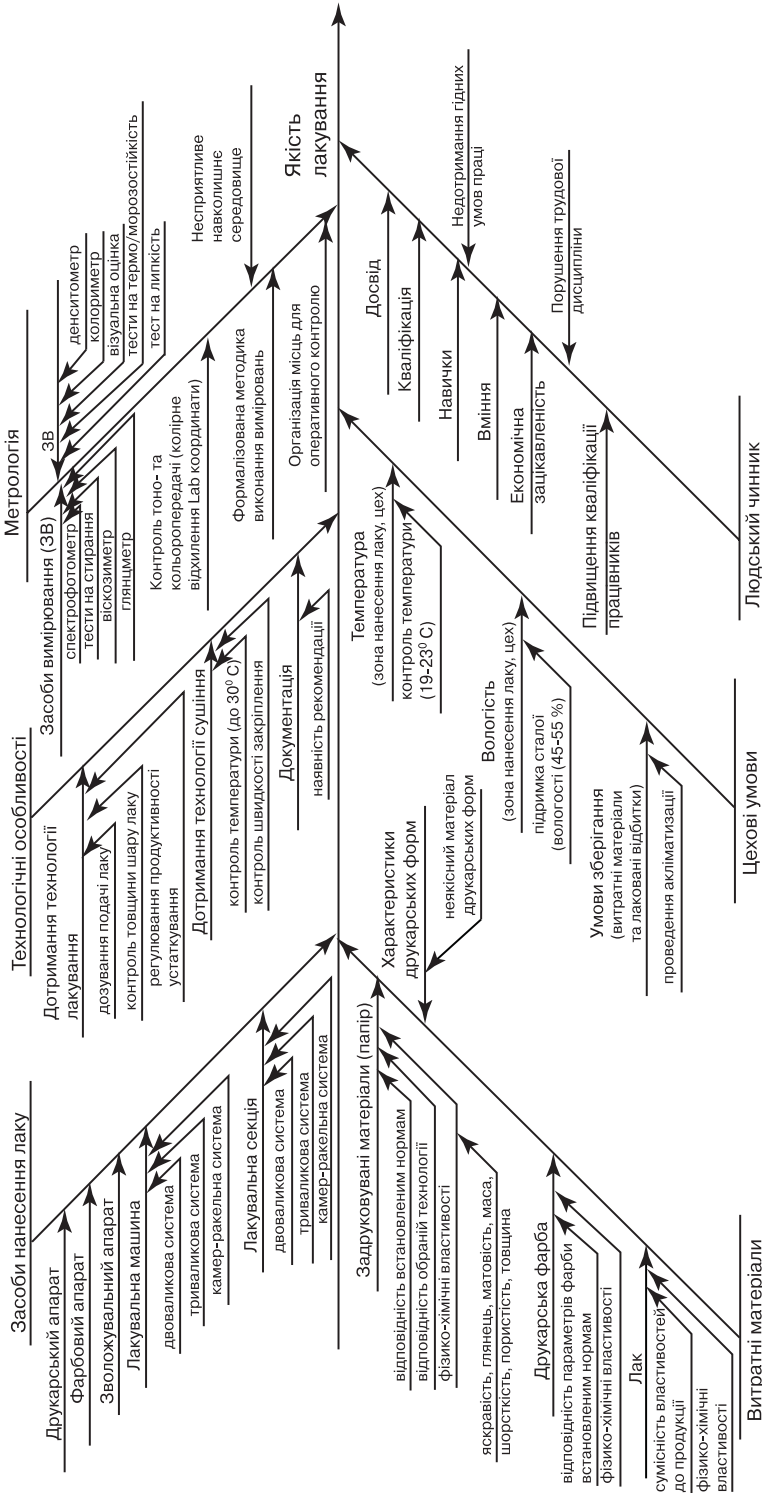 Засоби нанесення лаку
Друкарський апарат
Фарбовий апарат
Зволожувальний апарат
Лакувальна машина
двоваликова система
триваликова система
камер-ракельна система
Лакувальна секція
двоваликова система
триваликова система
камер-ракельна система
Технологічні особливості
Дотримання технології
лакування
дозування подачі лаку
контроль товщини шару лаку
регулювання продуктивності
устаткування
Дотримання технології сушіння
контроль температури (до 30⁰ С)
контроль швидкості закріплення
Документація
наявність рекомендації
Метрологія
Засоби вимірювання (ЗВ)
спектрофотометр
тести на стирання
віскозиметр
глянцметр
ЗВ
денситометр
колориметр
візуальна оцінка
тести на термо/морозостійкість
тест на липкість
Контроль тоно- та
кольоропередачі (колірне
відхилення Lab координати)
Несприятливе
навколишнє
середовище
Формалізована методика
виконання вимірювань
Організація місць для
оперативного контролю
Якість
лакування
Задруковувані матеріали (папір)
відповідність встановленим нормам
відповідність обраній технології
фізико-хімічні властивості
яскравість, глянець, матовість, маса,
шорсткість, пористість, товщина
Характеристики
друкарських форм
неякісний матеріал
друкарських форм
Друкарська фарба
відповідність параметрів фарби
встановленим нормам
фізико-хімічні властивості
Лак
сумісність властивостей
до продукції
фізико-хімічні
властивості
Витратні матеріали
Температура
(зона нанесення лаку, цех)
контроль температури
(19-23⁰ С)
Вологість
(зона нанесення лаку, цех)
підримка сталої
(вологості (45-55 %)
Умови зберігання
(витратні матеріали
та лаковані відбитки)
проведення акліматизації
Цехові умови
Досвід
Кваліфікація
Навички
Недотримання гідних
умов праці
Вміння
Економічна
зацікавленість
Порушення трудової
дисципліни
Підвищення кваліфікації
працівників
Людський чинник